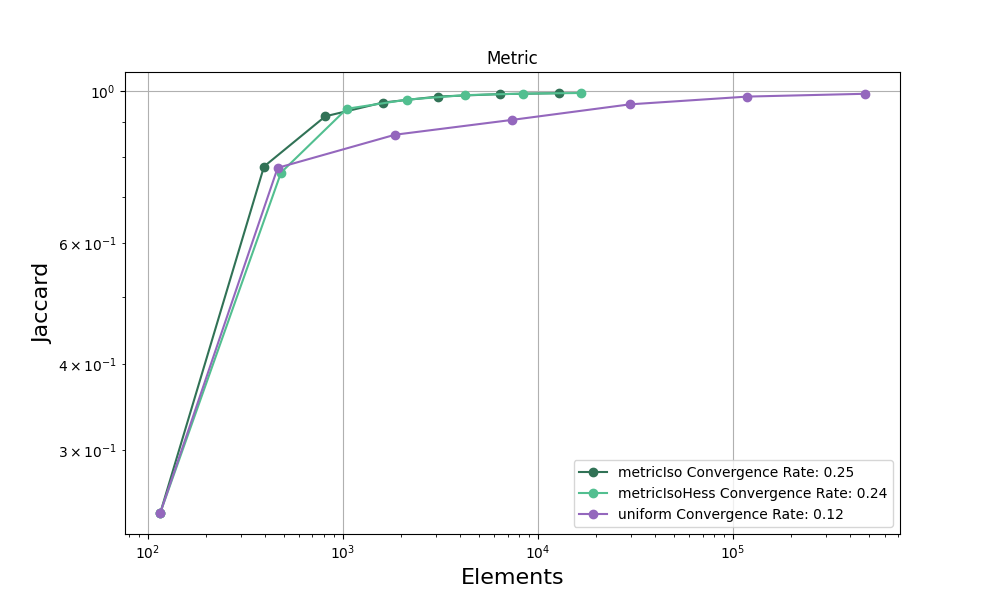 Metric
10⁰
6 × 10⁻¹
4 × 10⁻¹
3 × 10⁻¹
Jaccard
metricIso Convergence Rate: 0.25
metricIsoHess Convergence Rate: 0.24
uniform Convergence Rate: 0.12
10² 10³ 10⁴ 10⁵
Elements